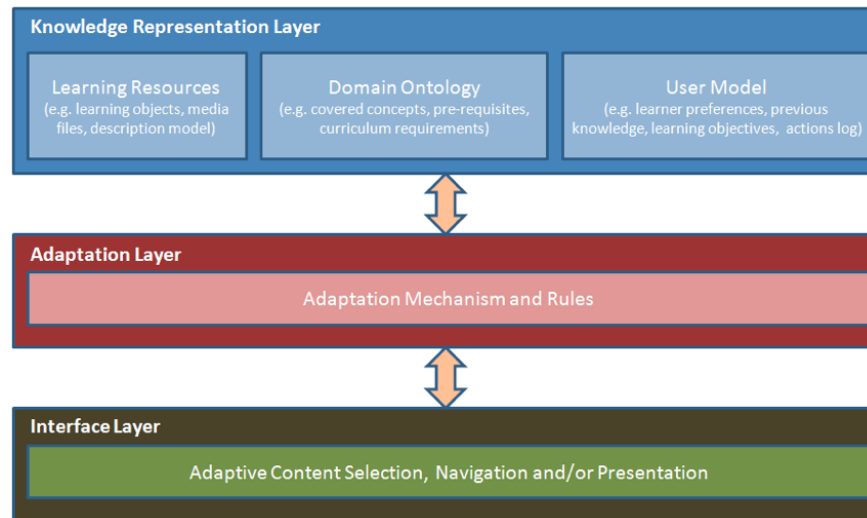 Knowledge Representation Layer
Learning Resources
(e.g. learning objects, media
files, description model)
Domain Ontology
(e.g. covered concepts, pre-requisites,
curriculum requirements)
User Model
(e.g. learner preferences, previous
knowledge, learning objectives, actions log)
Adaptation Layer
Adaptation Mechanism and Rules
Interface Layer
Adaptive Content Selection, Navigation and/or Presentation